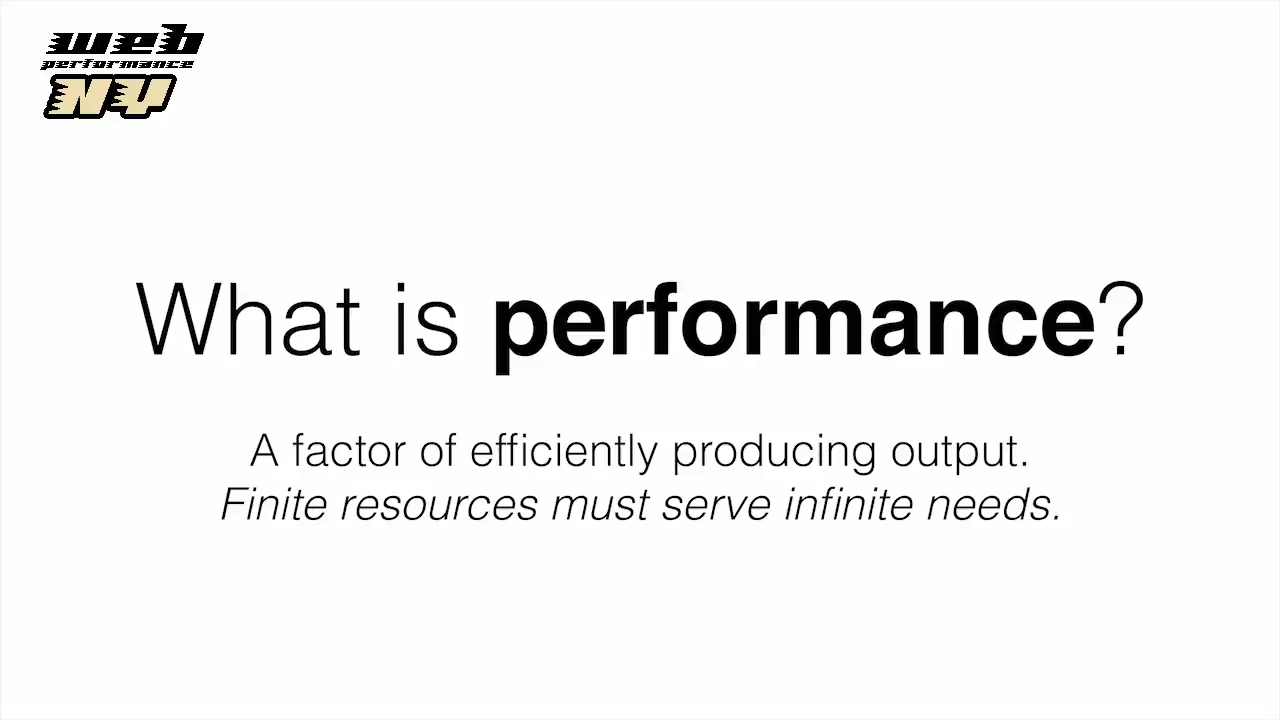 web
performance
NY
What is performance?
A factor of efficiently producing output.
Finite resources must serve infinite needs.